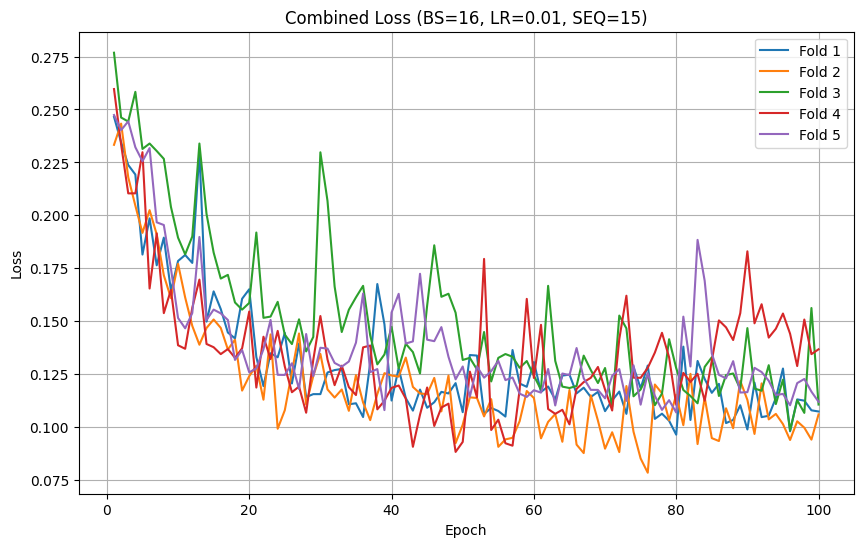 Combined Loss (BS=16, LR=0.01, SEQ=15)
Loss
0.275
0.250
0.225
0.200
0.175
0.150
0.125
0.100
0.075
Fold 1
Fold 2
Fold 3
Fold 4
Fold 5
0
20
40
60
80
100
Epoch